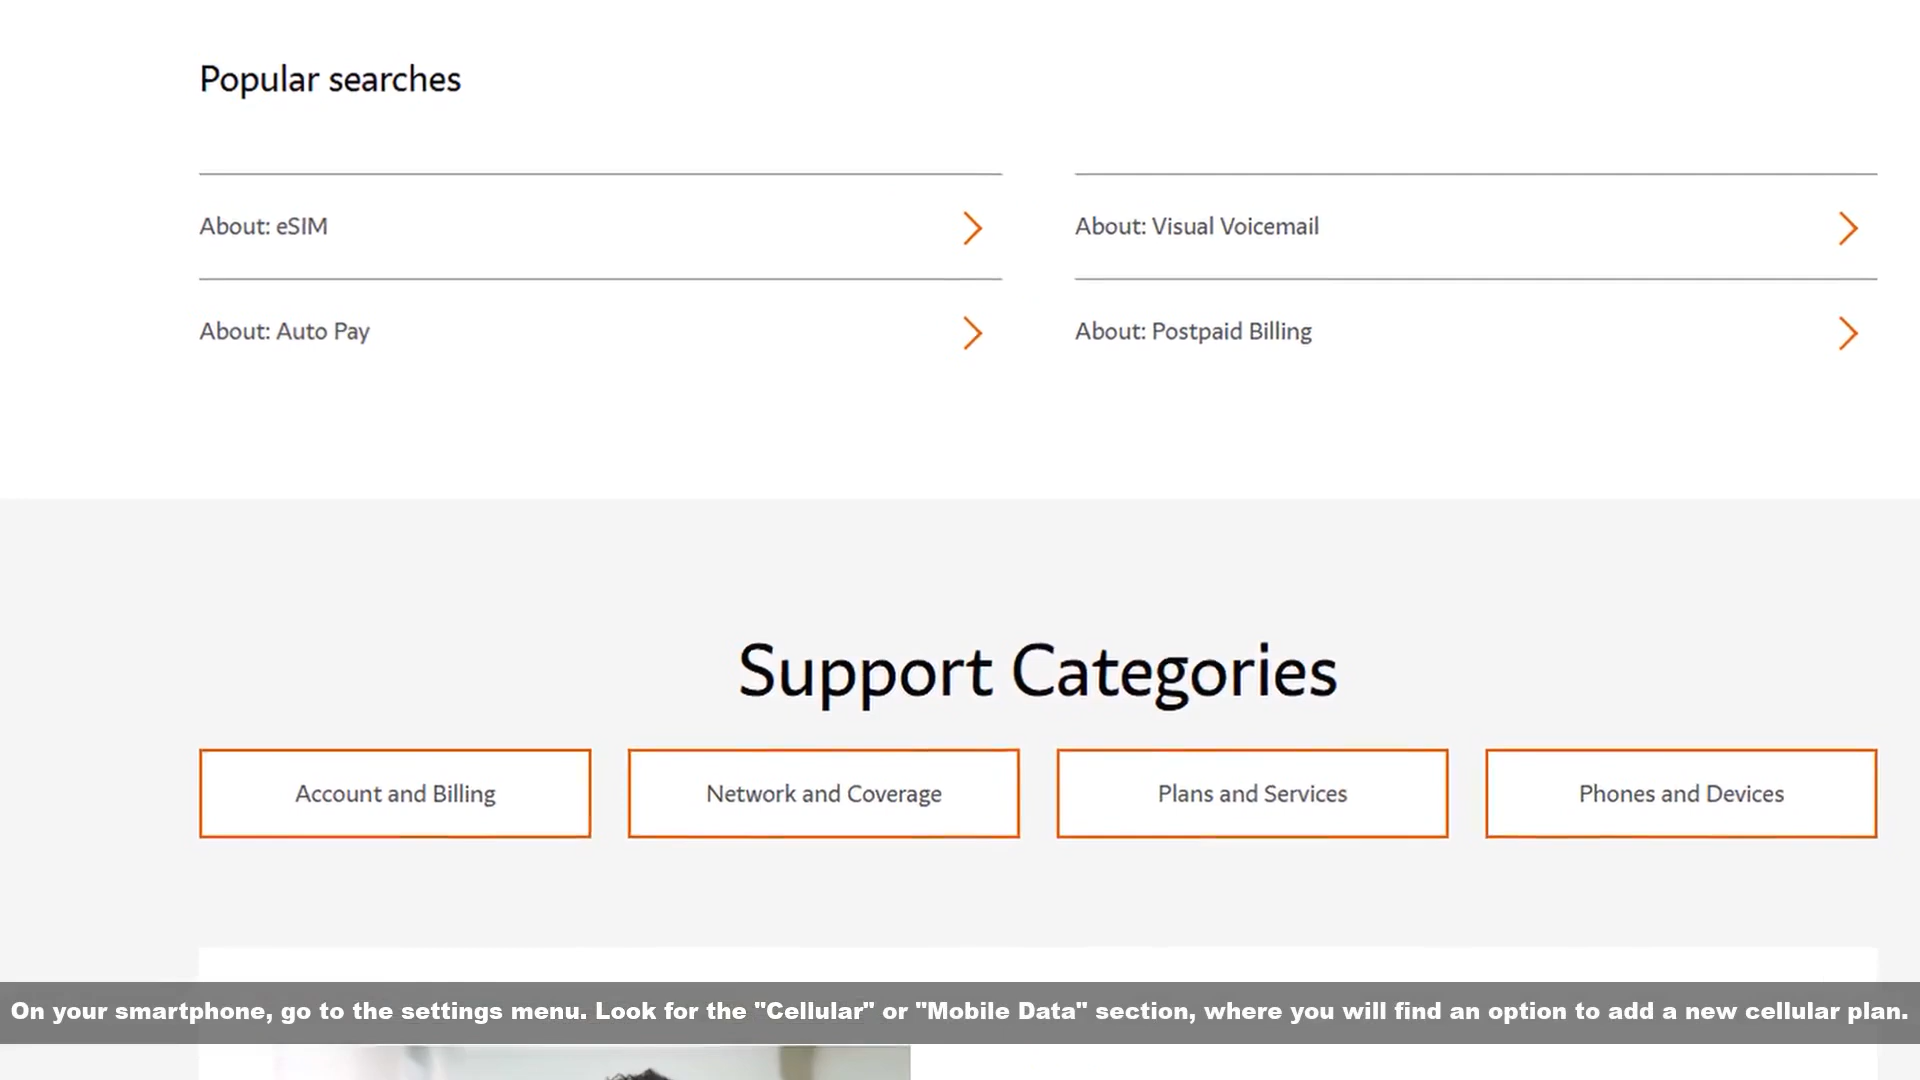 Popular searches
About: eSIM
About: Visual Voicemail
About: Auto Pay
About: Postpaid Billing
Support Categories
Account and Billing
Network and Coverage
Plans and Services
Phones and Devices
On your smartphone, go to the settings menu. Look for the "Cellular" or "Mobile Data" section, where you will find an option to add a new cellular plan.